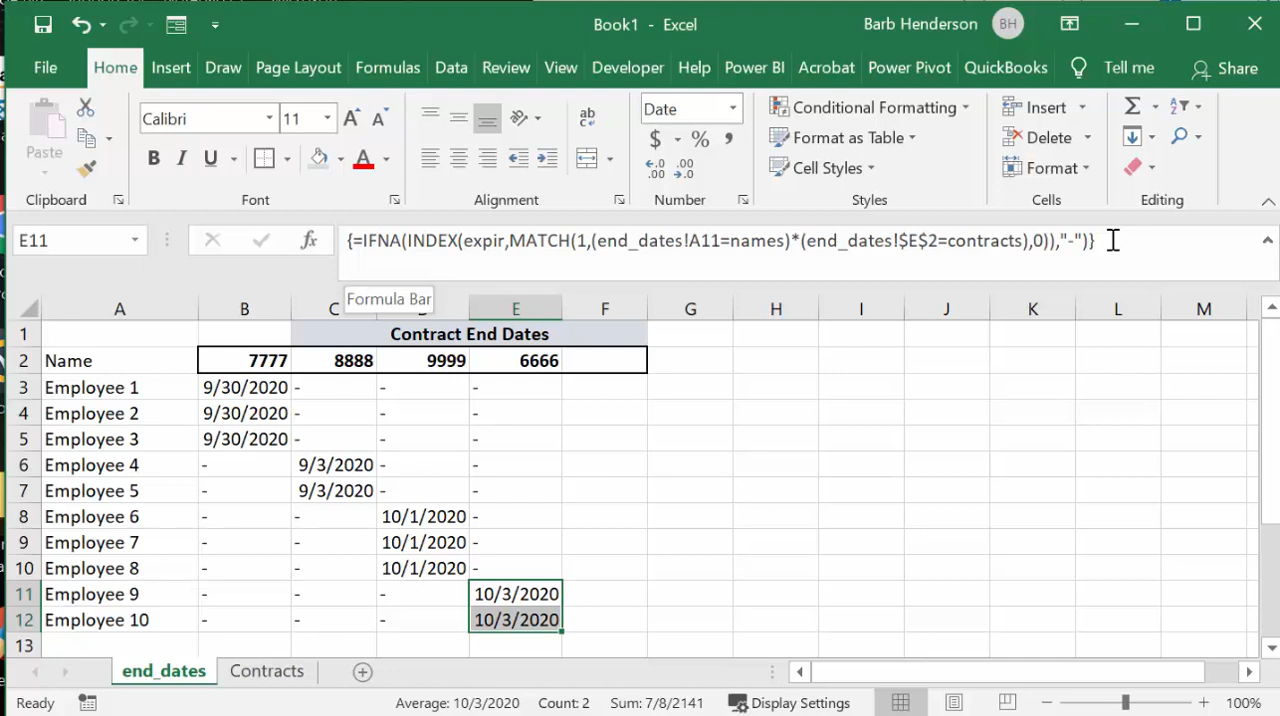 Book1 - Excel
Barb Henderson BH
File Home Insert Draw Page Layout Formulas Data Review View Developer Help Power BI Acrobat Power Pivot QuickBooks Tell me Share
Paste
Clipboard
Calibri 11
B I U
Font
ab
Alignment
Date
$ % ,
Number
Conditional Formatting
Format as Table
Cell Styles
Styles
Insert
Delete
Format
Cells
Editing
E11 fx {=IFNA(INDEX(expir,MATCH(1,(end_dates!A11=names)*(end_dates!$E$2=contracts),0)),"-")}
Formula Bar
A B C D E F G H I J K L M
1 Contract End Dates
2 Name 7777 8888 9999 6666
3 Employee 1 9/30/2020 - - -
4 Employee 2 9/30/2020 - - -
5 Employee 3 9/30/2020 - - -
6 Employee 4 - 9/3/2020 - -
7 Employee 5 - 9/3/2020 - -
8 Employee 6 - - 10/1/2020 -
9 Employee 7 - - 10/1/2020 -
10 Employee 8 - - 10/1/2020 -
11 Employee 9 - - - 10/3/2020
12 Employee 10 - - - 10/3/2020
13
end_dates Contracts
Ready Average: 10/3/2020 Count: 2 Sum: 7/8/2141 Display Settings 100%